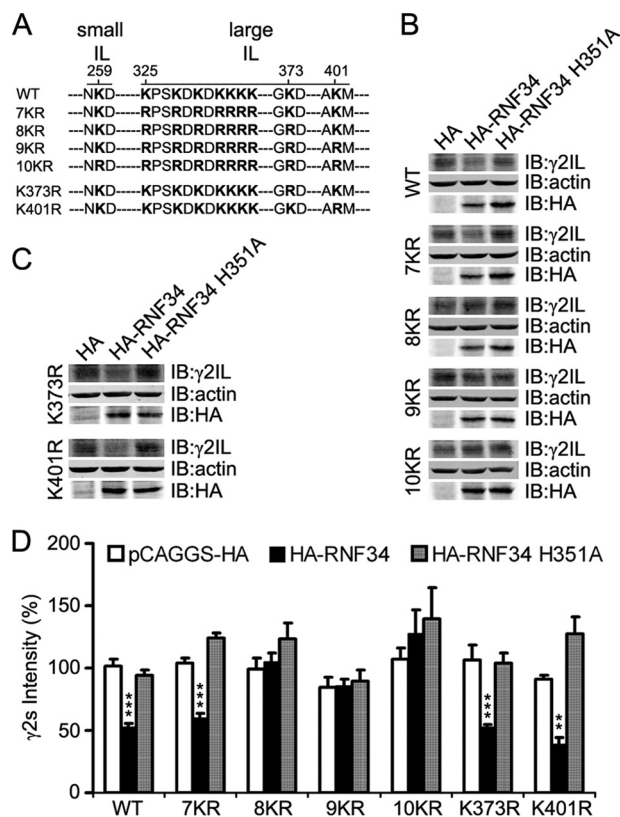 A
small
IL
large
IL
259 325 373 401
WT ---NKD-----KPSKDKDKKKK---GKD---AKM---
7KR ---NKD-----RPSRDRDRRRR---GKD---AKM---
8KR ---NKD-----RPSRDRDRRRR---GRD---AKM---
9KR ---NKD-----RPSRDRDRRRR---GRD---ARM---
10KR ---NRD-----RPSRDRDRRRR---GRD---ARM---
K373R ---NKD-----KPSKDKDKKKK---GRD---AKM---
K401R ---NKD-----KPSKDKDKKKK---GKD---ARM---
B
HA
HA-RNF34
HA-RNF34 H351A
WT
IB:γ2IL
IB:actin
IB:HA
7KR
IB:γ2IL
IB:actin
IB:HA
8KR
IB:γ2IL
IB:actin
IB:HA
9KR
IB:γ2IL
IB:actin
IB:HA
10KR
IB:γ2IL
IB:actin
IB:HA
C
HA
HA-RNF34
HA-RNF34 H351A
K373R
IB:γ2IL
IB:actin
IB:HA
K401R
IB:γ2IL
IB:actin
IB:HA
D
γ2s Intensity (%)
200
150
100
50
0
pCAGGS-HA HA-RNF34 HA-RNF34 H351A
*** *** *** **
WT 7KR 8KR 9KR 10KR K373R K401R